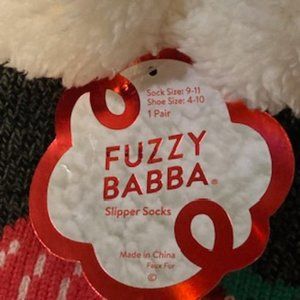 Sock Size: 9-11
Shoe Size: 4-10
1 Pair
FUZZY
BABBA®
Slipper Socks
Made in China
Faux Fur
©